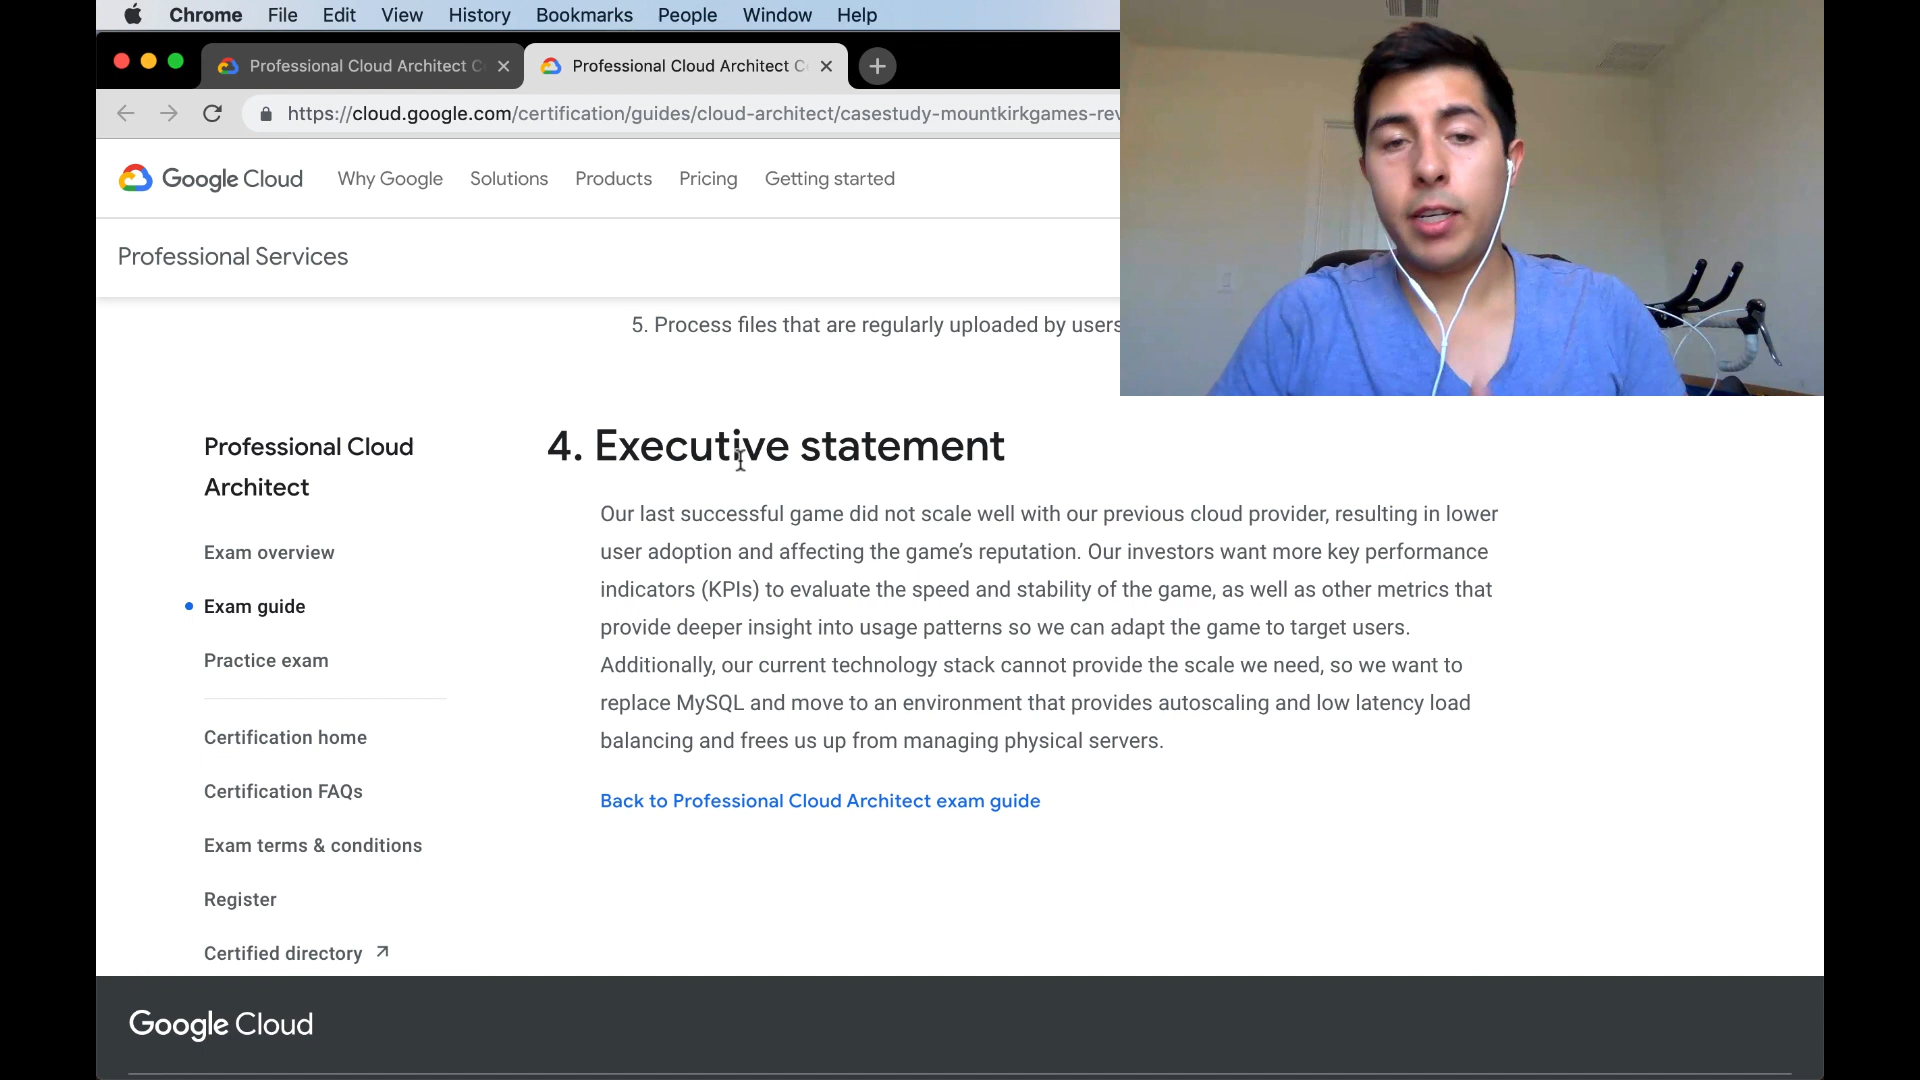 Chrome File Edit View History Bookmarks People Window Help
Professional Cloud Architect C
Professional Cloud Architect Ce
https://cloud.google.com/certification/guides/cloud-architect/casestudy-mountkirkgames-rev
Google Cloud Why Google Solutions Products Pricing Getting started
Professional Services
5. Process files that are regularly uploaded by users
Professional Cloud
Architect
Exam overview
Exam guide
Practice exam
Certification home
Certification FAQs
Exam terms & conditions
Register
Certified directory
4. Executive statement
Our last successful game did not scale well with our previous cloud provider, resulting in lower
user adoption and affecting the game’s reputation. Our investors want more key performance
indicators (KPIs) to evaluate the speed and stability of the game, as well as other metrics that
provide deeper insight into usage patterns so we can adapt the game to target users.
Additionally, our current technology stack cannot provide the scale we need, so we want to
replace MySQL and move to an environment that provides autoscaling and low latency load
balancing and frees us up from managing physical servers.
Back to Professional Cloud Architect exam guide
Google Cloud